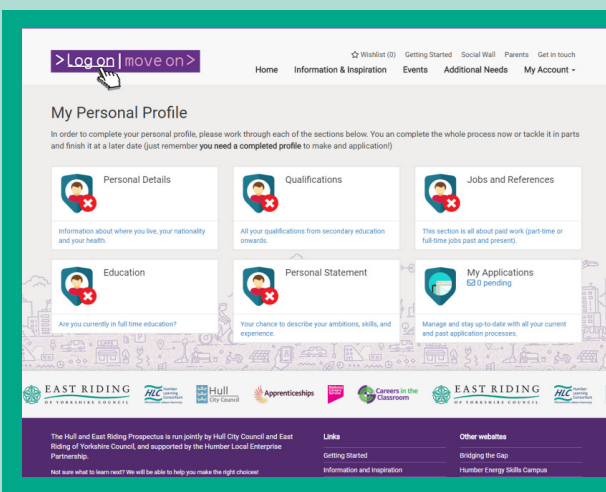 >Log on|move on>
Wishlist (0) Getting Started Social Wall Parents Get in touch
Home Information & Inspiration Events Additional Needs My Account
My Personal Profile
In order to complete your personal profile, please work through each of the sections below. You an complete the whole process now or tackle it in parts
and finish it at a later date (just remember you need a completed profile to make and application!)
Personal Details
Information about where you live, your nationality
and your health.
Qualifications
All your qualifications from secondary education
onwards.
Jobs and References
This section is all about paid work (part-time or
full-time jobs past and present).
Education
Are you currently in full time education?
Personal Statement
Your chance to describe your ambitions, skills, and
experience.
My Applications
0 pending
Manage and stay up-to-date with all your current
and past application processes.
EAST RIDING
OF YORKSHIRE COUNCIL
HLC Humber
Learning
Consortium
Hull
City Council
Apprenticeships
Careers in the
Classroom
EAST RIDING
OF YORKSHIRE COUNCIL
HLC Humber
Learning
Consortium
The Hull and East Riding Prospectus is run jointly by Hull City Council and East
Riding of Yorkshire Council, and supported by the Humber Local Enterprise
Partnership.
Not sure what to learn next? We will be able to help you make the right choices!
Links
Getting Started
Information and Inspiration
Other websites
Bridging the Gap
Humber Energy Skills Campus